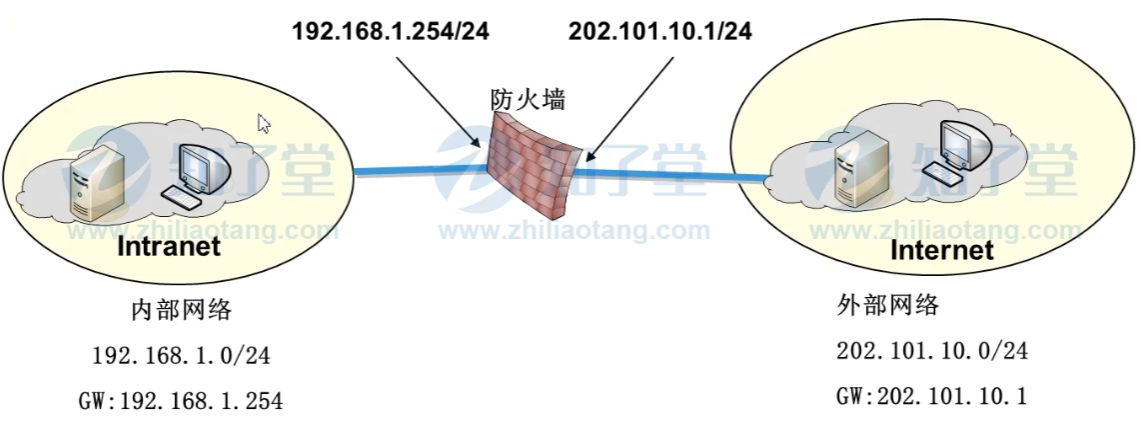 192.168.1.254/24
202.101.10.1/24
防火墙
知了堂
www.zhiliaotang.com
知了堂
www.zhiliaotang.com
知了堂
www.zhiliaotang.com
Intranet
Internet
内部网络
192.168.1.0/24
GW:192.168.1.254
外部网络
202.101.10.0/24
GW:202.101.10.1